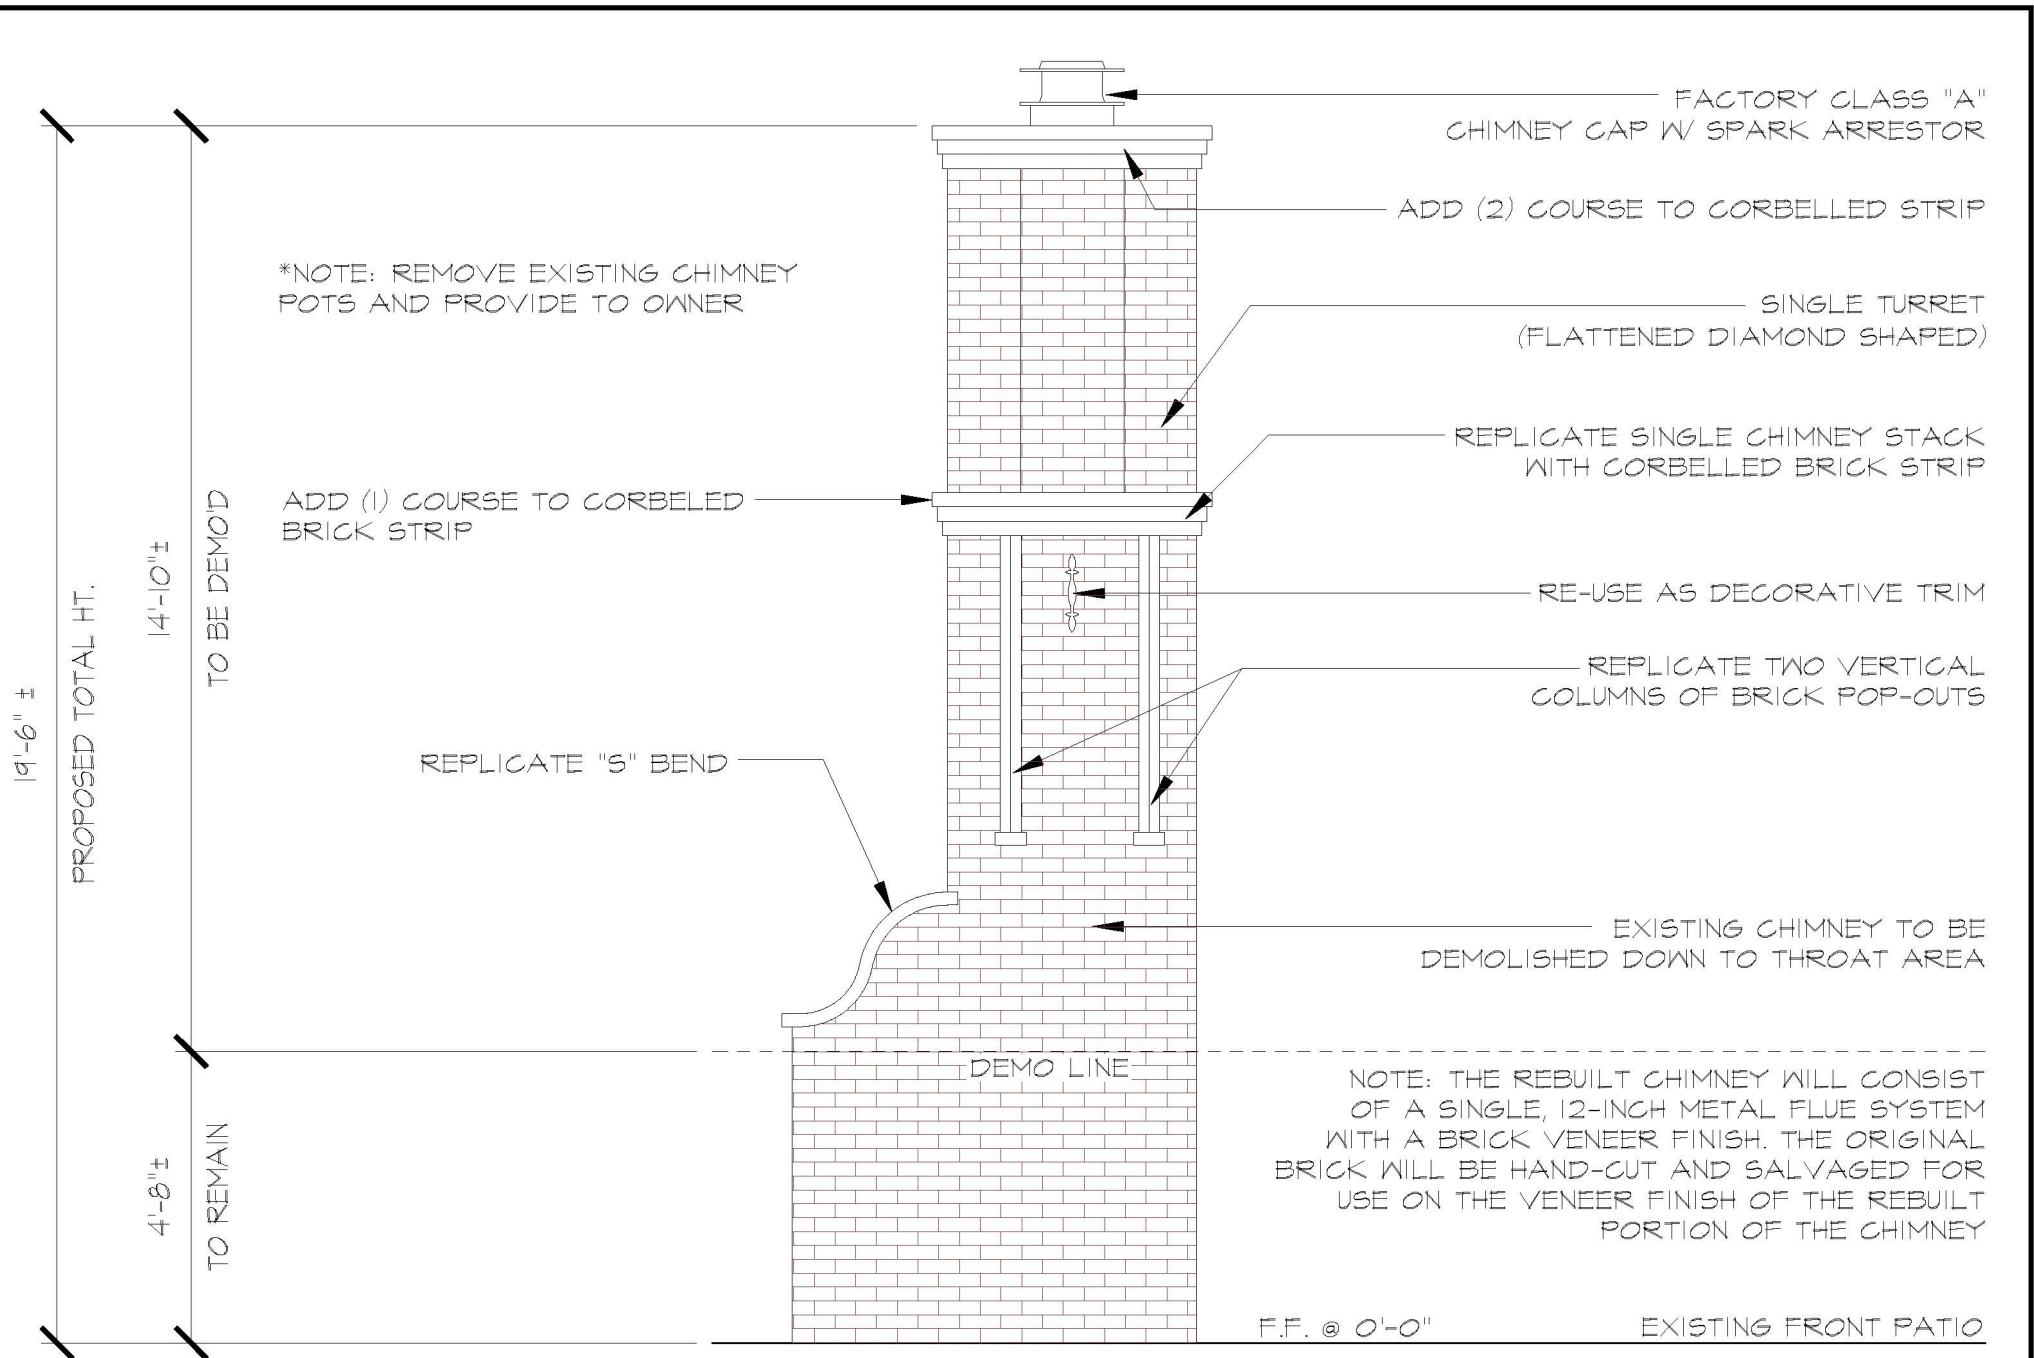 FACTORY CLASS "A"
CHIMNEY CAP W/ SPARK ARRESTOR
ADD (2) COURSE TO CORBELLED STRIP
*NOTE: REMOVE EXISTING CHIMNEY
POTS AND PROVIDE TO OWNER
SINGLE TURRET
(FLATTENED DIAMOND SHAPED)
REPLICATE SINGLE CHIMNEY STACK
WITH CORBELLED BRICK STRIP
ADD (1) COURSE TO CORBELED
BRICK STRIP
14'-10"±
TO BE DEMO'D
19'-6" ±
PROPOSED TOTAL HT.
RE-USE AS DECORATIVE TRIM
REPLICATE TWO VERTICAL
COLUMNS OF BRICK POP-OUTS
REPLICATE "S" BEND
EXISTING CHIMNEY TO BE
DEMOLISHED DOWN TO THROAT AREA
DEMO LINE
NOTE: THE REBUILT CHIMNEY WILL CONSIST
OF A SINGLE, 12-INCH METAL FLUE SYSTEM
WITH A BRICK VENEER FINISH. THE ORIGINAL
BRICK WILL BE HAND-CUT AND SALVAGED FOR
USE ON THE VENEER FINISH OF THE REBUILT
PORTION OF THE CHIMNEY
4'-8"±
TO REMAIN
F.F. @ 0'-0"
EXISTING FRONT PATIO